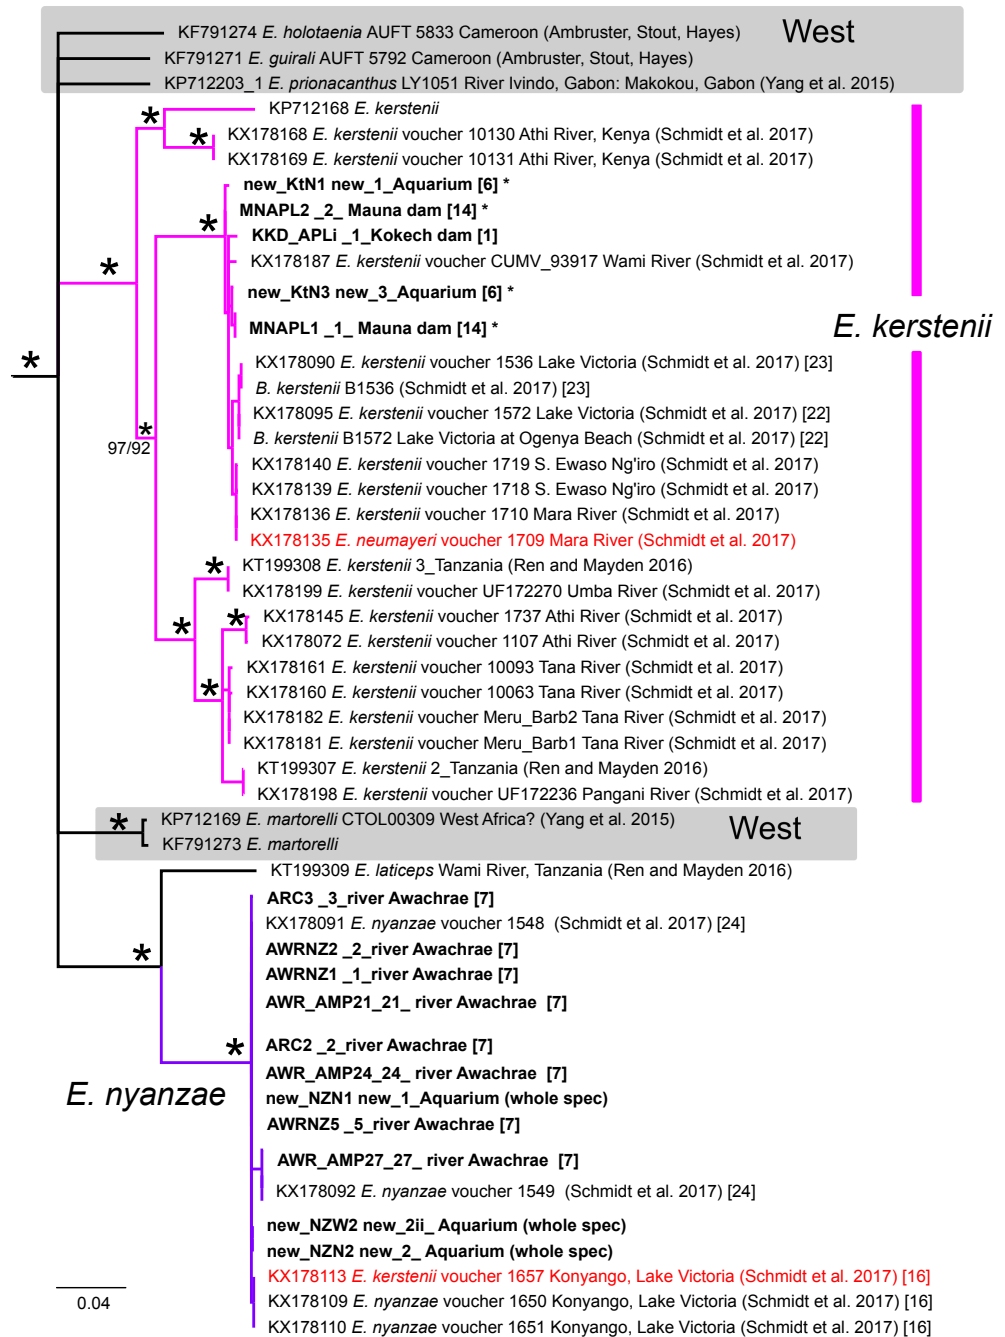 KF791274 E. holotaenia AUFT 5833 Cameroon (Ambruster, Stout, Hayes)
West
KF791271 E. guirali AUFT 5792 Cameroon (Ambruster, Stout, Hayes)
KP712203_1 E. prionacanthus LY1051 River Ivindo, Gabon: Makokou, Gabon (Yang et al. 2015)
* KP712168 E. kerstenii
* KX178168 E. kerstenii voucher 10130 Athi River, Kenya (Schmidt et al. 2017)
KX178169 E. kerstenii voucher 10131 Athi River, Kenya (Schmidt et al. 2017)
new_KtN1 new_1_Aquarium [6] *
MNAPL2 _2_ Mauna dam [14] *
* KKD_APLi _1_Kokech dam [1]
* KX178187 E. kerstenii voucher CUMV_93917 Wami River (Schmidt et al. 2017)
new_KtN3 new_3_Aquarium [6] *
MNAPL1 _1_ Mauna dam [14] *
E. kerstenii
* KX178090 E. kerstenii voucher 1536 Lake Victoria (Schmidt et al. 2017) [23]
B. kerstenii B1536 (Schmidt et al. 2017) [23]
KX178095 E. kerstenii voucher 1572 Lake Victoria (Schmidt et al. 2017) [22]
* B. kerstenii B1572 Lake Victoria at Ogenya Beach (Schmidt et al. 2017) [22]
97/92
KX178140 E. kerstenii voucher 1719 S. Ewaso Ng'iro (Schmidt et al. 2017)
KX178139 E. kerstenii voucher 1718 S. Ewaso Ng'iro (Schmidt et al. 2017)
KX178136 E. kerstenii voucher 1710 Mara River (Schmidt et al. 2017)
KX178135 E. neumayeri voucher 1709 Mara River (Schmidt et al. 2017)
* KT199308 E. kerstenii 3_Tanzania (Ren and Mayden 2016)
KX178199 E. kerstenii voucher UF172270 Umba River (Schmidt et al. 2017)
* * KX178145 E. kerstenii voucher 1737 Athi River (Schmidt et al. 2017)
KX178072 E. kerstenii voucher 1107 Athi River (Schmidt et al. 2017)
KX178161 E. kerstenii voucher 10093 Tana River (Schmidt et al. 2017)
* KX178160 E. kerstenii voucher 10063 Tana River (Schmidt et al. 2017)
KX178182 E. kerstenii voucher Meru_Barb2 Tana River (Schmidt et al. 2017)
KX178181 E. kerstenii voucher Meru_Barb1 Tana River (Schmidt et al. 2017)
KT199307 E. kerstenii 2_Tanzania (Ren and Mayden 2016)
KX178198 E. kerstenii voucher UF172236 Pangani River (Schmidt et al. 2017)
* KP712169 E. martorelli CTOL00309 West Africa? (Yang et al. 2015)
West
KF791273 E. martorelli
KT199309 E. laticeps Wami River, Tanzania (Ren and Mayden 2016)
ARC3 _3_river Awachrae [7]
KX178091 E. nyanzae voucher 1548 (Schmidt et al. 2017) [24]
* AWRNZ2 _2_river Awachrae [7]
AWRNZ1 _1_river Awachrae [7]
AWR_AMP21_21_ river Awachrae [7]
* ARC2 _2_river Awachrae [7]
AWR_AMP24_24_ river Awachrae [7]
E. nyanzae
new_NZN1 new_1_Aquarium (whole spec)
AWRNZ5 _5_river Awachrae [7]
AWR_AMP27_27_ river Awachrae [7]
KX178092 E. nyanzae voucher 1549 (Schmidt et al. 2017) [24]
new_NZW2 new_2ii_ Aquarium (whole spec)
new_NZN2 new_2_ Aquarium (whole spec)
KX178113 E. kerstenii voucher 1657 Konyango, Lake Victoria (Schmidt et al. 2017) [16]
KX178109 E. nyanzae voucher 1650 Konyango, Lake Victoria (Schmidt et al. 2017) [16]
0.04
KX178110 E. nyanzae voucher 1651 Konyango, Lake Victoria (Schmidt et al. 2017) [16]